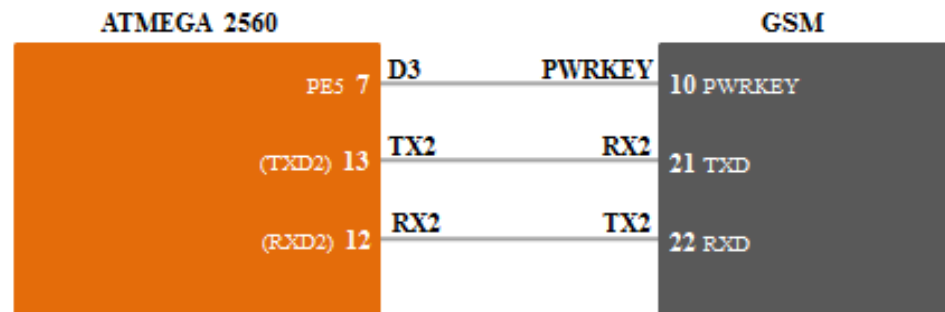 ATMEGA 2560 GSM
PE5 7 D3 PWRKEY 10 PWRKEY
(TXD2) 13 TX2 RX2 21 TXD
(RXD2) 12 RX2 TX2 22 RXD